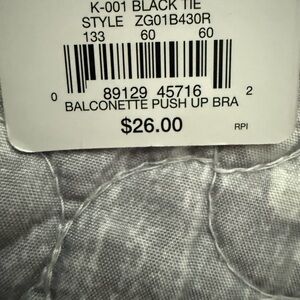 K-001 BLACK TIE
STYLE ZG01B430R
133 60 60
0 89129 45716 2
BALCONETTE PUSH UP BRA
$26.00
RPI